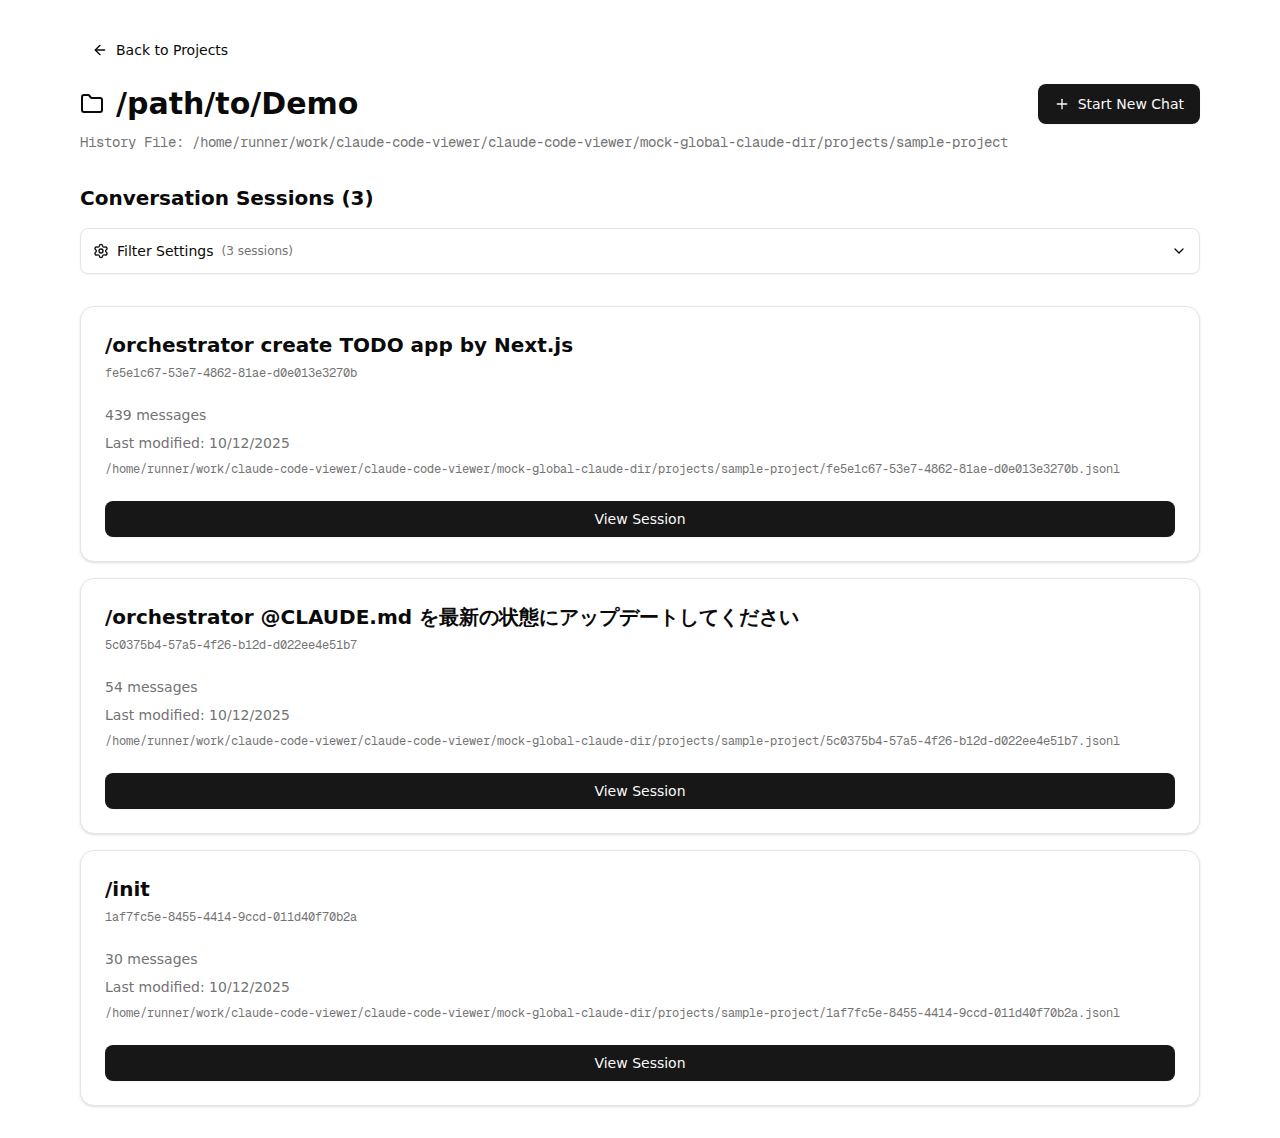 Back to Projects
/path/to/Demo
Start New Chat
History File: /home/runner/work/claude-code-viewer/claude-code-viewer/mock-global-claude-dir/projects/sample-project
Conversation Sessions (3)
Filter Settings (3 sessions)
/orchestrator create TODO app by Next.js
fe5e1c67-53e7-4862-81ae-d0e013e3270b
439 messages
Last modified: 10/12/2025
/home/runner/work/claude-code-viewer/claude-code-viewer/mock-global-claude-dir/projects/sample-project/fe5e1c67-53e7-4862-81ae-d0e013e3270b.jsonl
View Session
/orchestrator @CLAUDE.md を最新の状態にアップデートしてください
5c0375b4-57a5-4f26-b12d-d022ee4e51b7
54 messages
Last modified: 10/12/2025
/home/runner/work/claude-code-viewer/claude-code-viewer/mock-global-claude-dir/projects/sample-project/5c0375b4-57a5-4f26-b12d-d022ee4e51b7.jsonl
View Session
/init
1af7fc5e-8455-4414-9ccd-011d40f70b2a
30 messages
Last modified: 10/12/2025
/home/runner/work/claude-code-viewer/claude-code-viewer/mock-global-claude-dir/projects/sample-project/1af7fc5e-8455-4414-9ccd-011d40f70b2a.jsonl
View Session